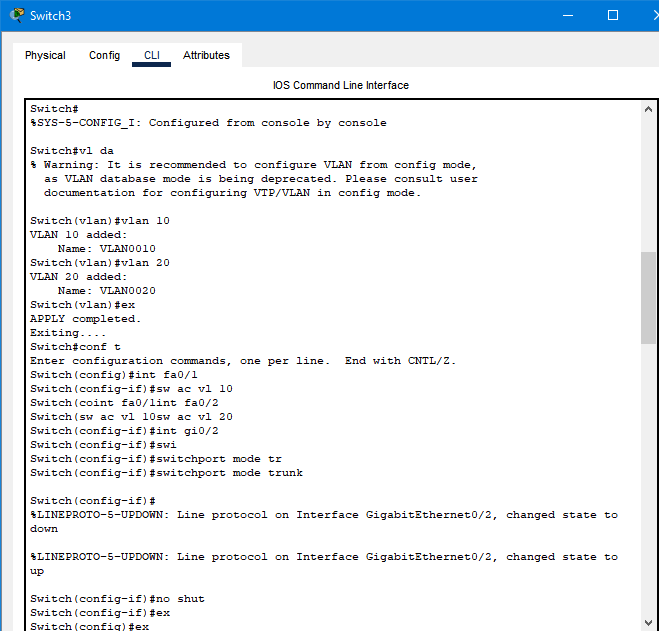 Switch3
Physical Config CLI Attributes
IOS Command Line Interface
Switch#
%SYS-5-CONFIG_I: Configured from console by console
Switch#vl da
% Warning: It is recommended to configure VLAN from config mode,
as VLAN database mode is being deprecated. Please consult user
documentation for configuring VTP/VLAN in config mode.
Switch(vlan)#vlan 10
VLAN 10 added:
Name: VLAN0010
Switch(vlan)#vlan 20
VLAN 20 added:
Name: VLAN0020
Switch(vlan)#ex
APPLY completed.
Exiting....
Switch#conf t
Enter configuration commands, one per line.  End with CNTL/Z.
Switch(config)#int fa0/1
Switch(config-if)#sw ac vl 10
Switch(coint fa0/1int fa0/2
Switch(sw ac vl 10sw ac vl 20
Switch(config-if)#int gi0/2
Switch(config-if)#swi
Switch(config-if)#switchport mode tr
Switch(config-if)#switchport mode trunk
Switch(config-if)#
%LINEPROTO-5-UPDOWN: Line protocol on Interface GigabitEthernet0/2, changed state to
down
%LINEPROTO-5-UPDOWN: Line protocol on Interface GigabitEthernet0/2, changed state to
up
Switch(config-if)#no shut
Switch(config-if)#ex
Switch(config)#ex